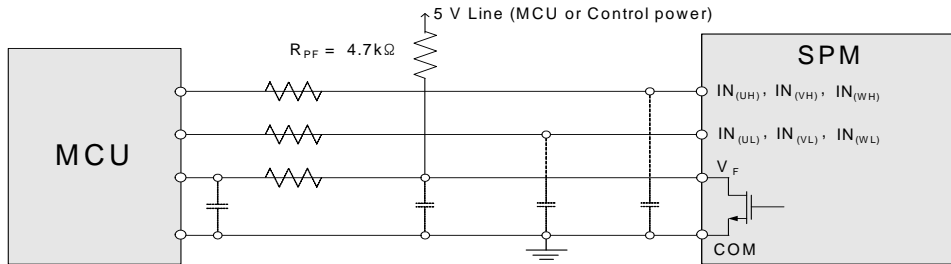 5 V Line (MCU or Control power)
R_PF = 4.7kΩ
SPM
IN(UH), IN(VH), IN(WH)
MCU
IN(UL), IN(VL), IN(WL)
V_F
COM